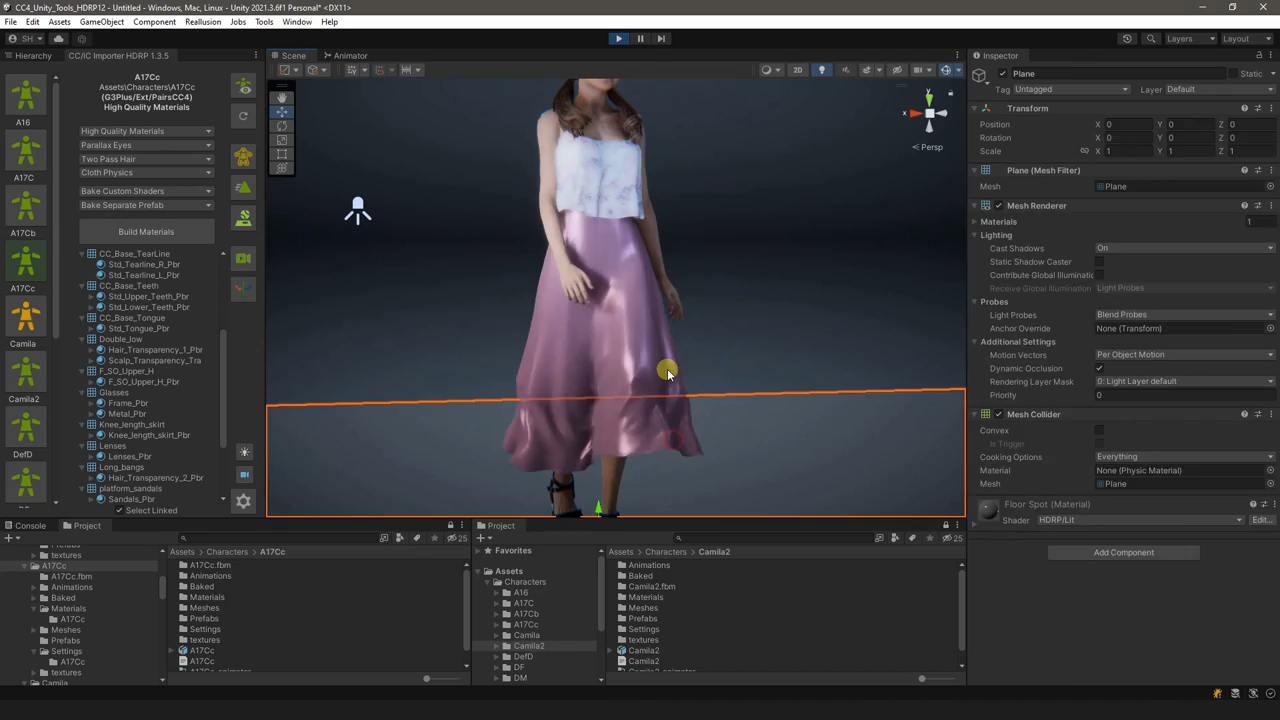 CC4_Unity_Tools_HDRP12 - Untitled - Windows, Mac, Linux - Unity 2021.3.6f1 Personal* <DX11>
File Edit Assets GameObject Component Reallusion Jobs Tools Window Help
SH
Layers
Layout
Hierarchy
CC/iC Importer HDRP 1.3.5
A16
A17C
A17Cb
A17Cc
Camila
Camila2
DefD
A17Cc
Assets\Characters\A17Cc
(G3Plus/Ext/PairsCC4)
High Quality Materials
High Quality Materials
Parallax Eyes
Two Pass Hair
Cloth Physics
Bake Custom Shaders
Bake Separate Prefab
Build Materials
CC_Base_TearLine
Std_Tearline_R_Pbr
Std_Tearline_L_Pbr
CC_Base_Teeth
Std_Upper_Teeth_Pbr
Std_Lower_Teeth_Pbr
CC_Base_Tongue
Std_Tongue_Pbr
Double_low
Hair_Transparency_1_Pbr
Scalp_Transparency_Tra
F_SO_Upper_H
F_SO_Upper_H_Pbr
Glasses
Frame_Pbr
Metal_Pbr
Knee_length_skirt
Knee_length_skirt_Pbr
Lenses
Lenses_Pbr
Long_bangs
Hair_Transparency_2_Pbr
platform_sandals
Sandals_Pbr
Select Linked
Scene
Animator
2D
y
x
Persp
Inspector
Plane
Static
Tag Untagged
Layer Default
Transform
Position X 0 Y 0 Z 0
Rotation X 0 Y 0 Z 0
Scale X 1 Y 1 Z 1
Plane (Mesh Filter)
Mesh Plane
Mesh Renderer
Materials 1
Lighting
Cast Shadows On
Static Shadow Caster
Contribute Global Illuminatic
Receive Global Illumination Light Probes
Probes
Light Probes Blend Probes
Anchor Override None (Transform)
Additional Settings
Motion Vectors Per Object Motion
Dynamic Occlusion
Rendering Layer Mask 0: Light Layer default
Priority 0
Mesh Collider
Convex
Is Trigger
Cooking Options Everything
Material None (Physic Material)
Mesh Plane
Floor Spot (Material)
Shader HDRP/Lit Edit...
Add Component
Console
Project
25
textures
A17Cc
A17Cc.fbm
Animations
Baked
Materials
A17Cc
Meshes
Prefabs
Settings
A17Cc
textures
Assets > Characters > A17Cc
A17Cc.fbm
Animations
Baked
Materials
Meshes
Prefabs
Settings
textures
A17Cc
A17Cc
Project
25
Favorites
Assets
Characters
A16
A17C
A17Cb
A17Cc
Camila
Camila2
DefD
DF
DM
Assets > Characters > Camila2
Animations
Baked
Camila2.fbm
Materials
Meshes
Prefabs
Settings
textures
Camila2
Camila2